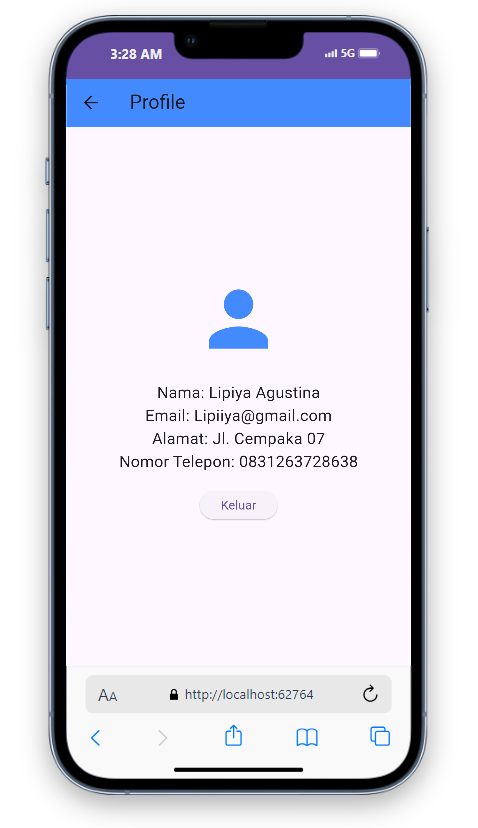 3:28 AM 5G
Profile
Nama: Lipiya Agustina
Email: Lipiiya@gmail.com
Alamat: Jl. Cempaka 07
Nomor Telepon: 0831263728638
Keluar
AA http://localhost:62764